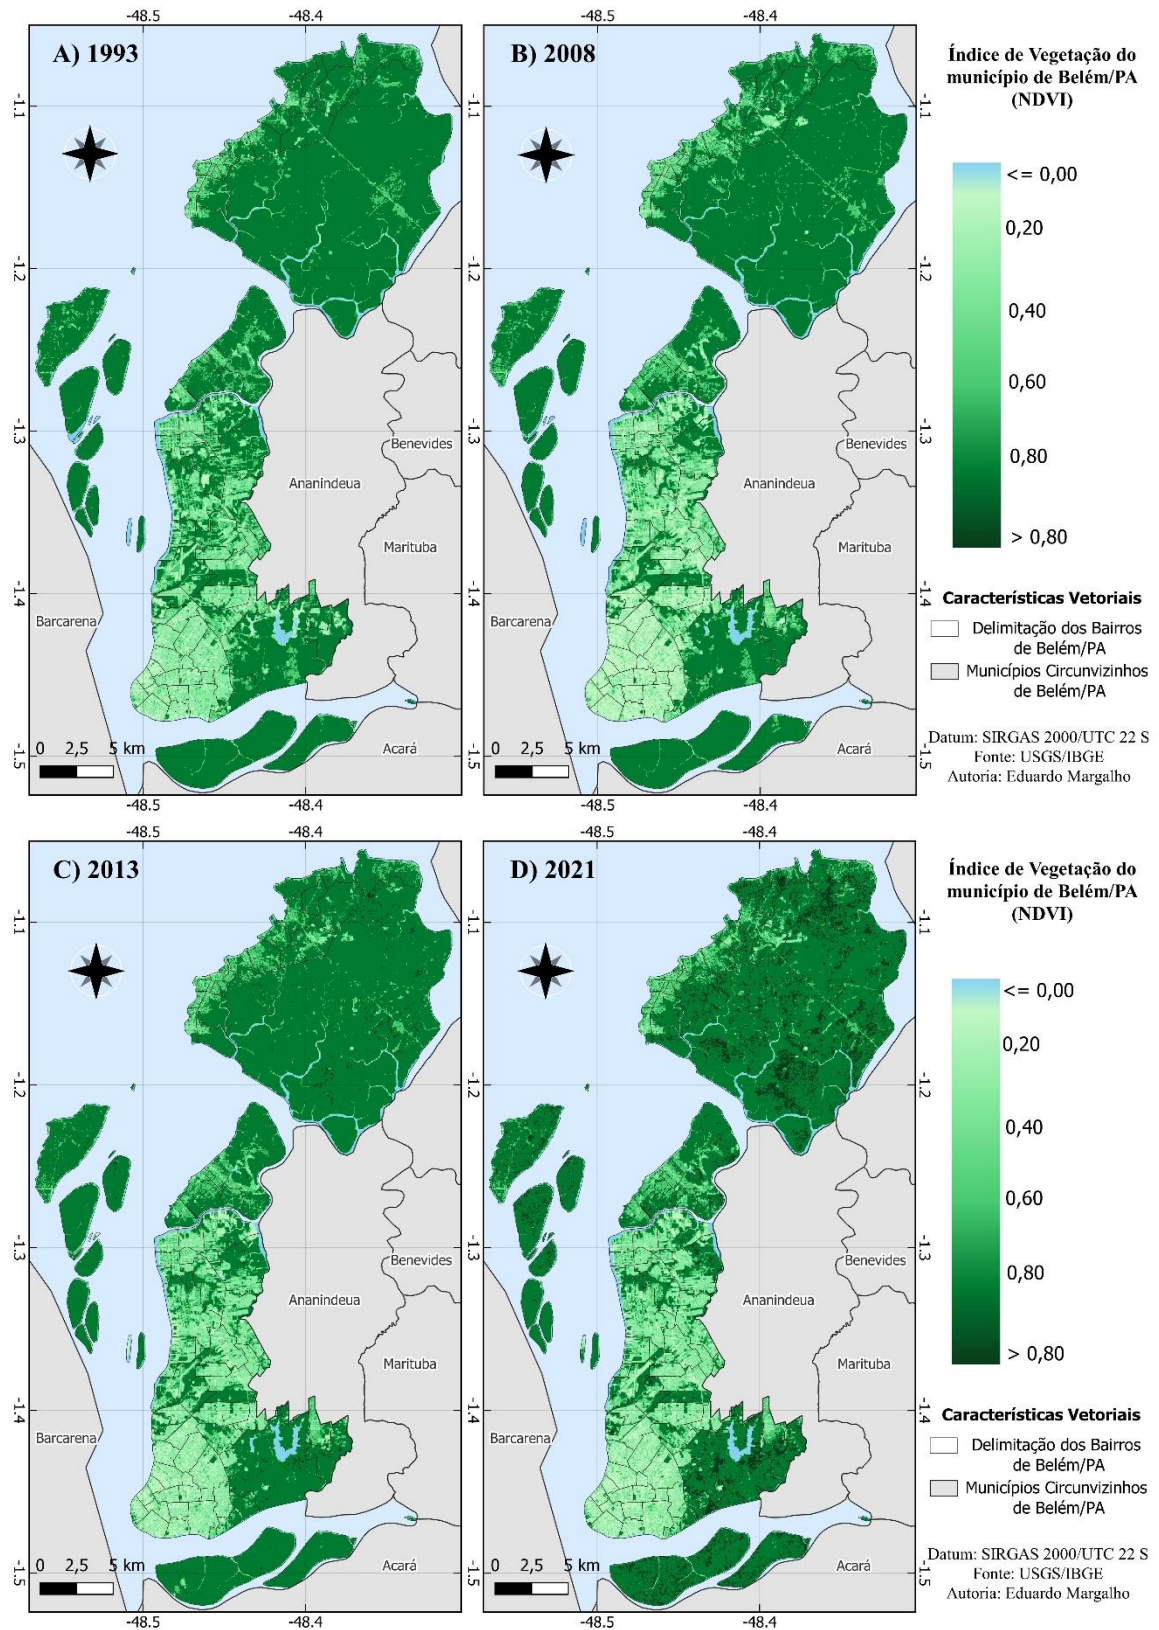 -48.5
-48.4
-48.4
-48.5
A) 1993
B) 2008
Índice de Vegetação do
município de Belém/PA
(NDVI)
-1.1
-1.1
<= 0,00
0,20
-1.2
-1.2
0,40
0,60
-1.3
-1.3
Benevides
Benevides
0,80
Ananindeua
Ananindeua
> 0,80
Marituba
Marituba
-1.4
-1.4
Características Vetoriais
Barcarena
Barcarena
Delimitação dos Bairros
de Belém/PA
Municípios Circunvizinhos
de Belém/PA
Datum: SIRGAS 2000/UTC 22 S
0 2,5 5 km
Acará
0 2,5 5 km
Acará
-1.5
-1.5
Fonte: USGS/IBGE
Autoria: Eduardo Margalho
-48.5
-48.4
-48.5
-48.4
-48.5
-48.4
-48.5
-48.4
C) 2013
D) 2021
Índice de Vegetação do
município de Belém/PA
(NDVI)
-1.1
-1.1
<= 0,00
0,20
-1.2
-1.2
0,40
0,60
-1.3
-1.3
Benevides
Benevides
0,80
Ananindeua
Ananindeua
> 0,80
Marituba
Marituba
-1.4
-1.4
Características Vetoriais
Barcarena
Barcarena
Delimitação dos Bairros
de Belém/PA
Municípios Circunvizinhos
de Belém/PA
Datum: SIRGAS 2000/UTC 22 S
0 2,5 5 km
Acará
0 2,5 5 km
Acará
-1.5
-1.5
Fonte: USGS/IBGE
Autoria: Eduardo Margalho
-48.5
-48.4
-48.5
-48.4